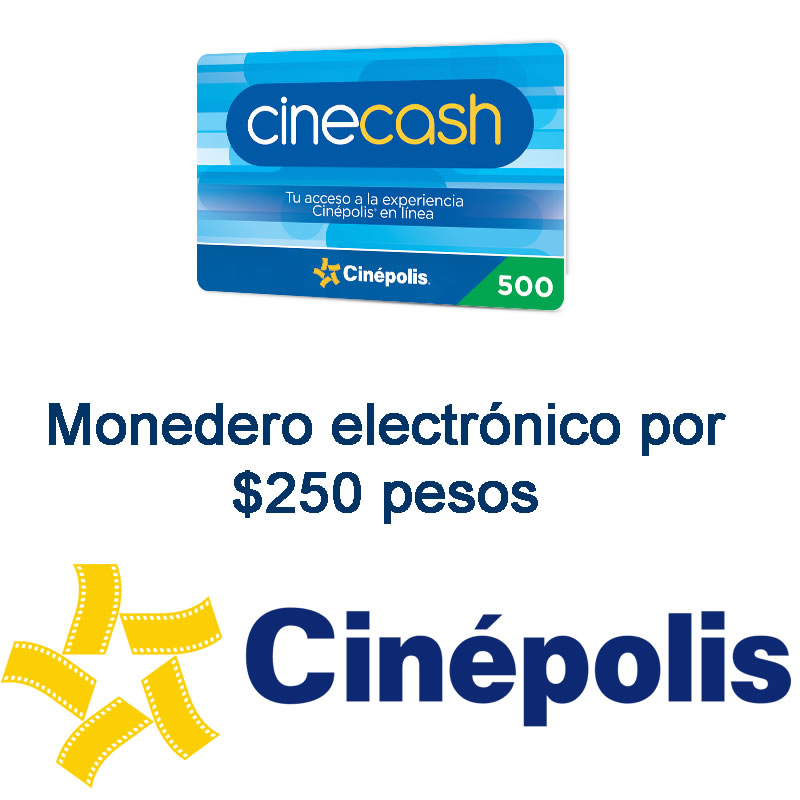 cinecash
Tu acceso a la experiencia
Cinépolis® en línea
Cinépolis®
500
Monedero electrónico por
$250 pesos
Cinépolis